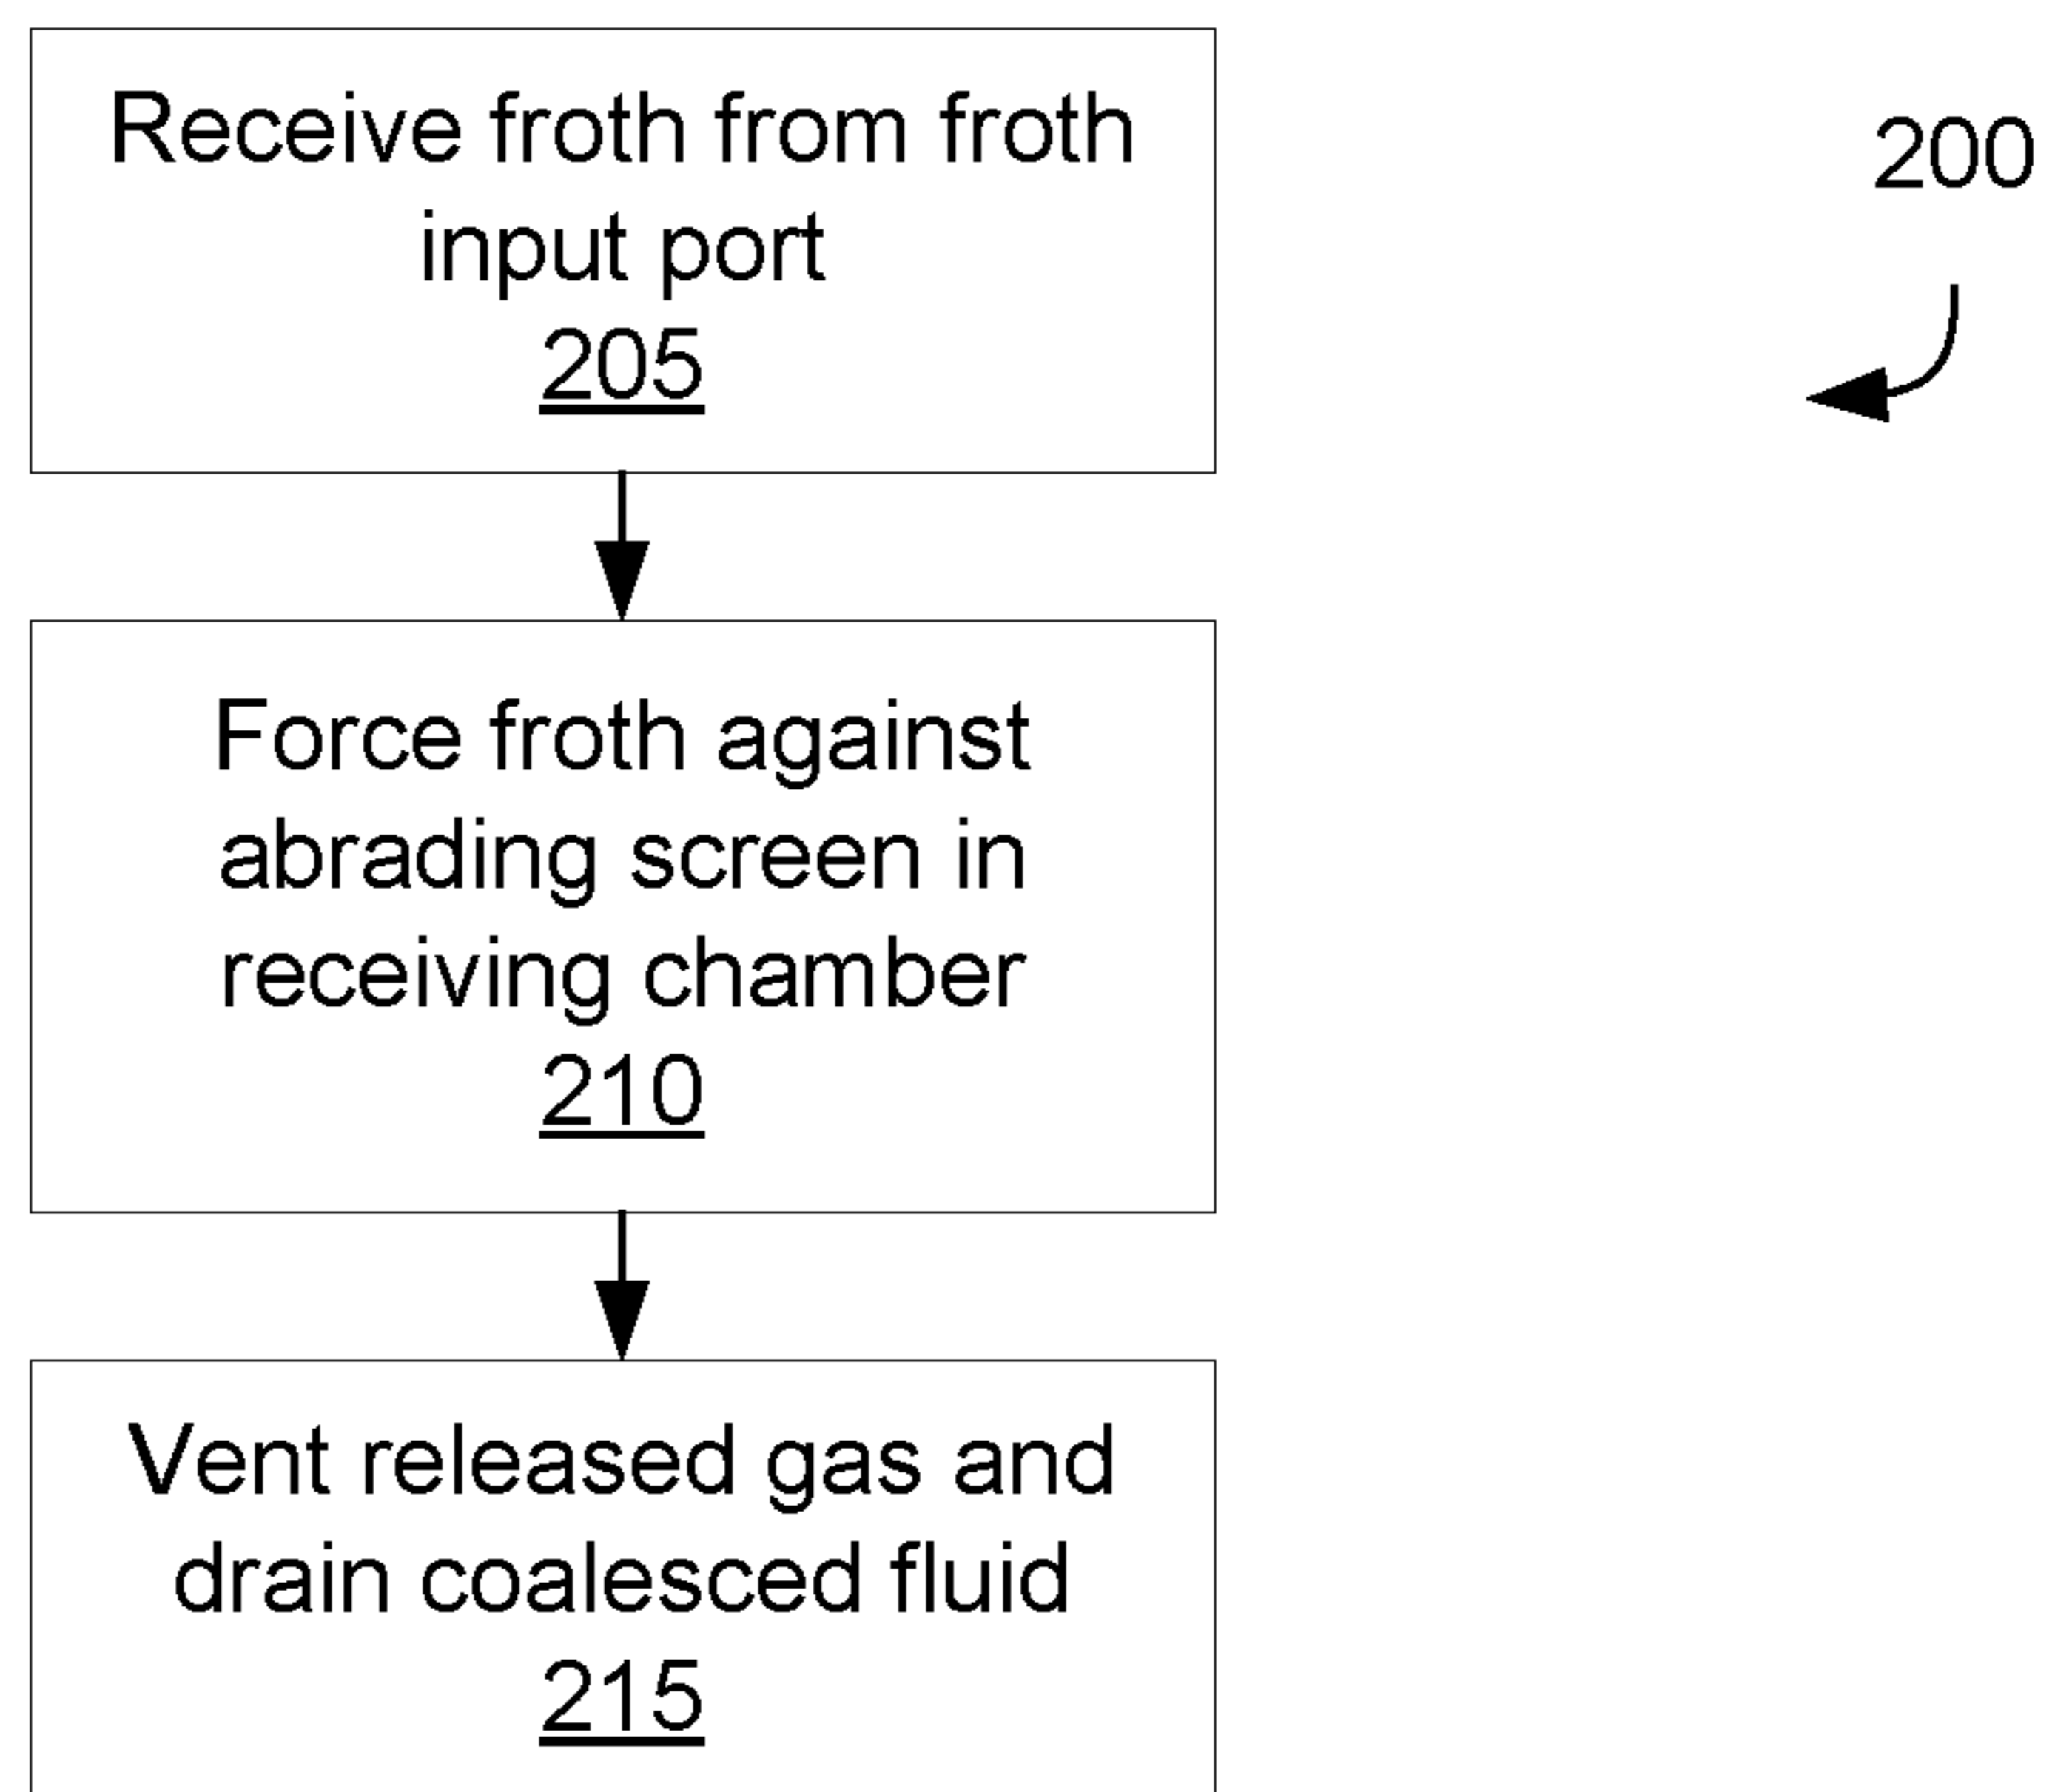 Receive froth from froth
input port
205
200
Force froth against
abrading screen in
receiving chamber
210
Vent released gas and
drain coalesced fluid
215